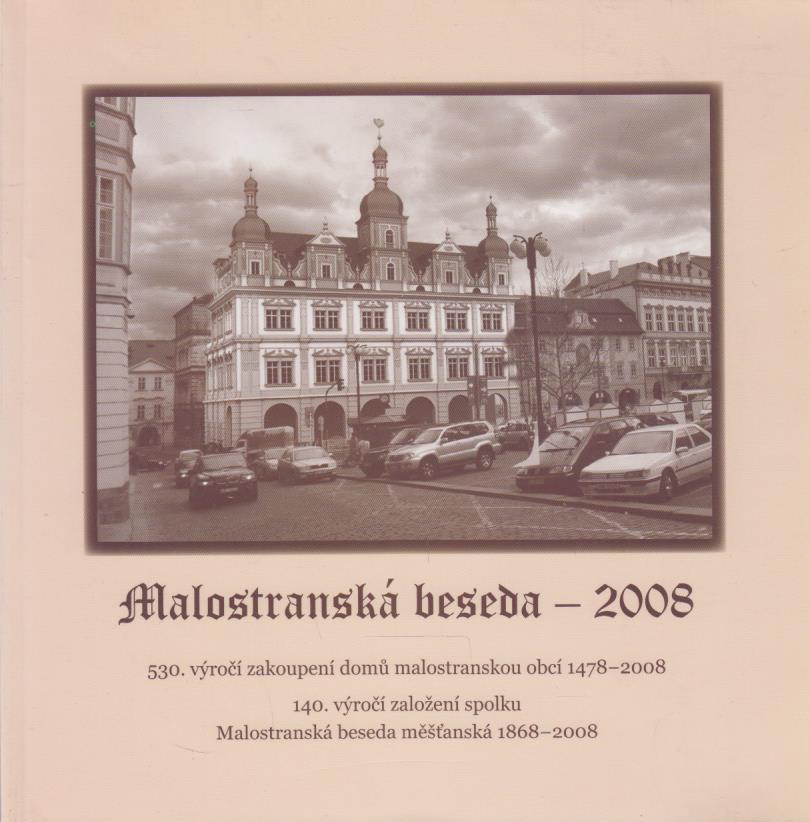 Malostranská beseda – 2008
530. výročí zakoupení domů malostranskou obcí 1478–2008
140. výročí založení spolku
Malostranská beseda měšťanská 1868–2008